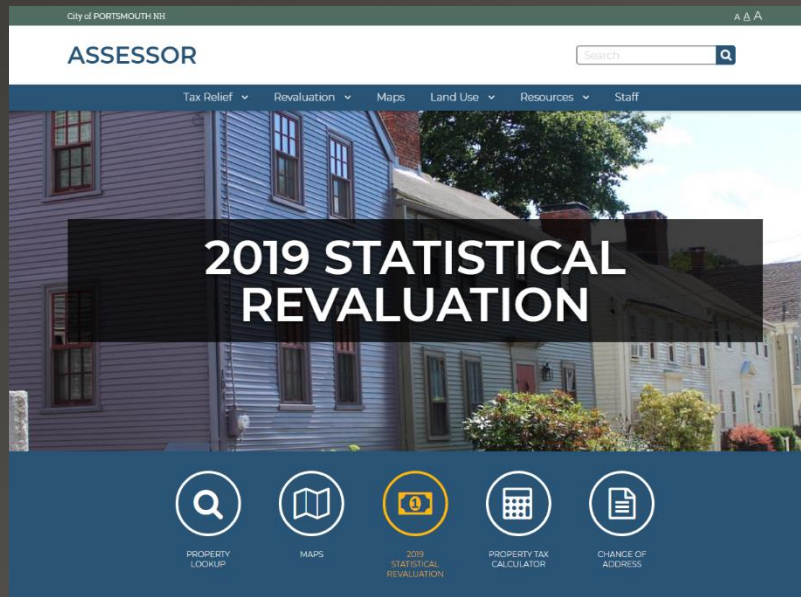 City of PORTSMOUTH NH
A A A
ASSESSOR
Search
Tax Relief
Revaluation
Maps
Land Use
Resources
Staff
2019 STATISTICAL
REVALUATION
PROPERTY
LOOKUP
MAPS
2019
STATISTICAL
REVALUATION
PROPERTY TAX
CALCULATOR
CHANGE OF
ADDRESS